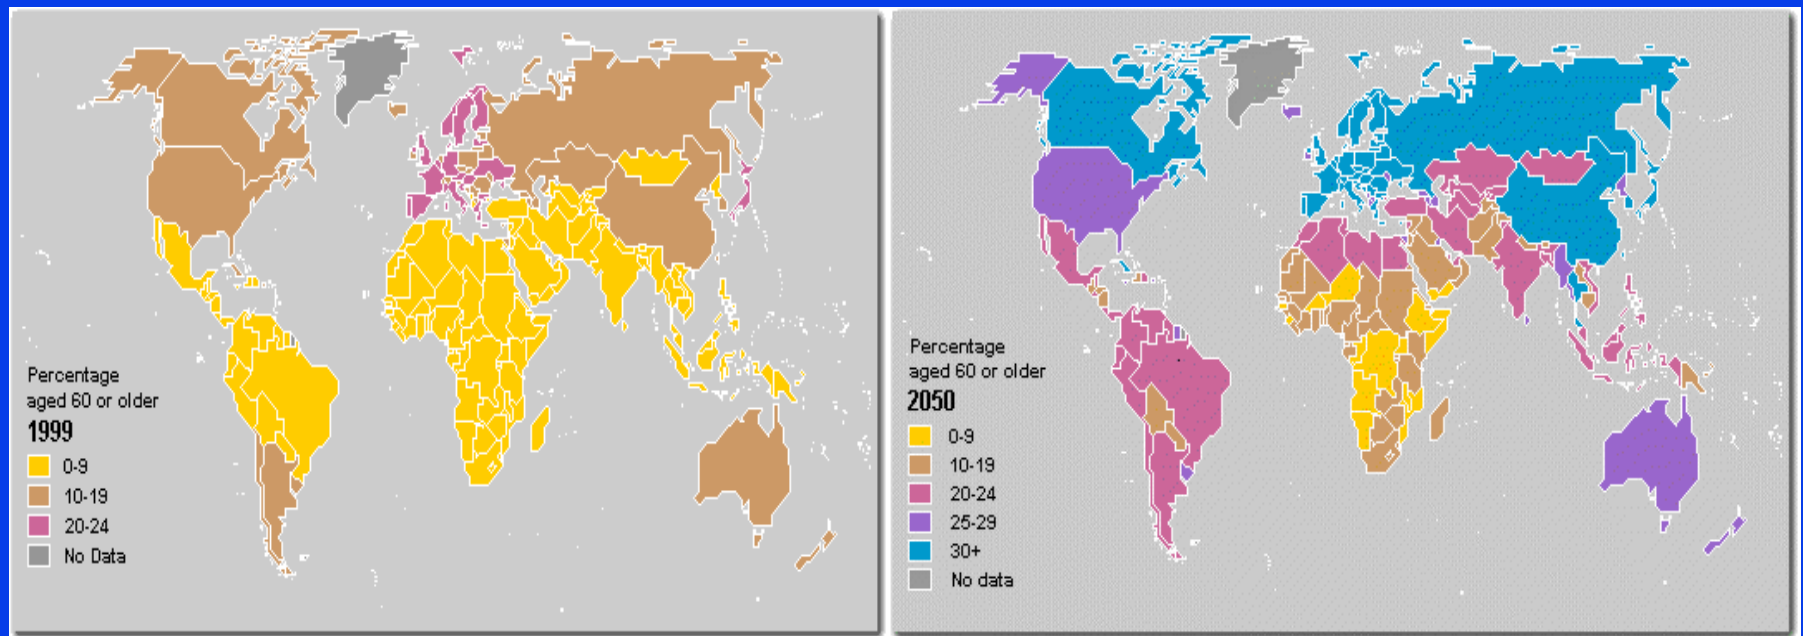 Percentage
aged 60 or older
1999
0-9
10-19
20-24
No Data
Percentage
aged 60 or older
2050
0-9
10-19
20-24
25-29
30+
No data